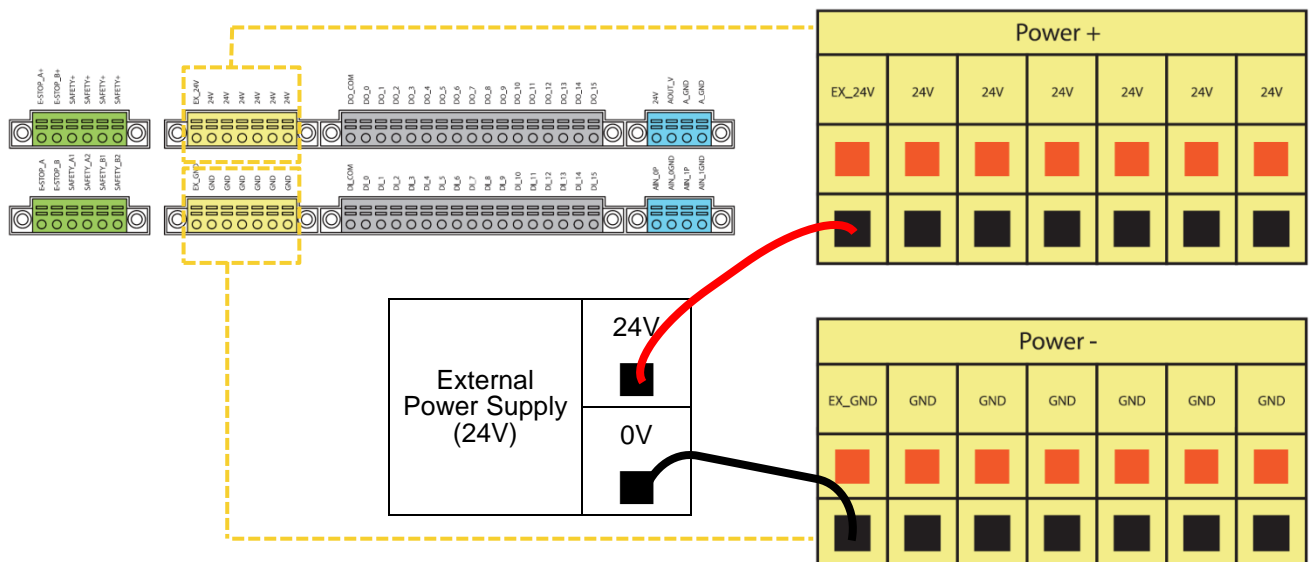 Power +
EX_24V 24V 24V 24V 24V 24V 24V
E-STOP_A+ E-STOP_B+ SAFETY+ SAFETY+ SAFETY+ SAFETY+
EX_24V 24V 24V 24V 24V 24V 24V
DO_COM DO_0 DO_1 DO_2 DO_3 DO_4 DO_5 DO_6 DO_7 DO_8 DO_9 DO_10 DO_11 DO_12 DO_13 DO_14 DO_15
24V AOUT_V A_GND A_GND
E-STOP_A E-STOP_B SAFETY_A1 SAFETY_A2 SAFETY_B1 SAFETY_B2
EX_GND GND GND GND GND GND GND
DI_COM DI_0 DI_1 DI_2 DI_3 DI_4 DI_5 DI_6 DI_7 DI_8 DI_9 DI_10 DI_11 DI_12 DI_13 DI_14 DI_15
AIN_0P AIN_0GND AIN_1P AIN_1GND
External
Power Supply
(24V)
24V
0V
Power -
EX_GND GND GND GND GND GND GND